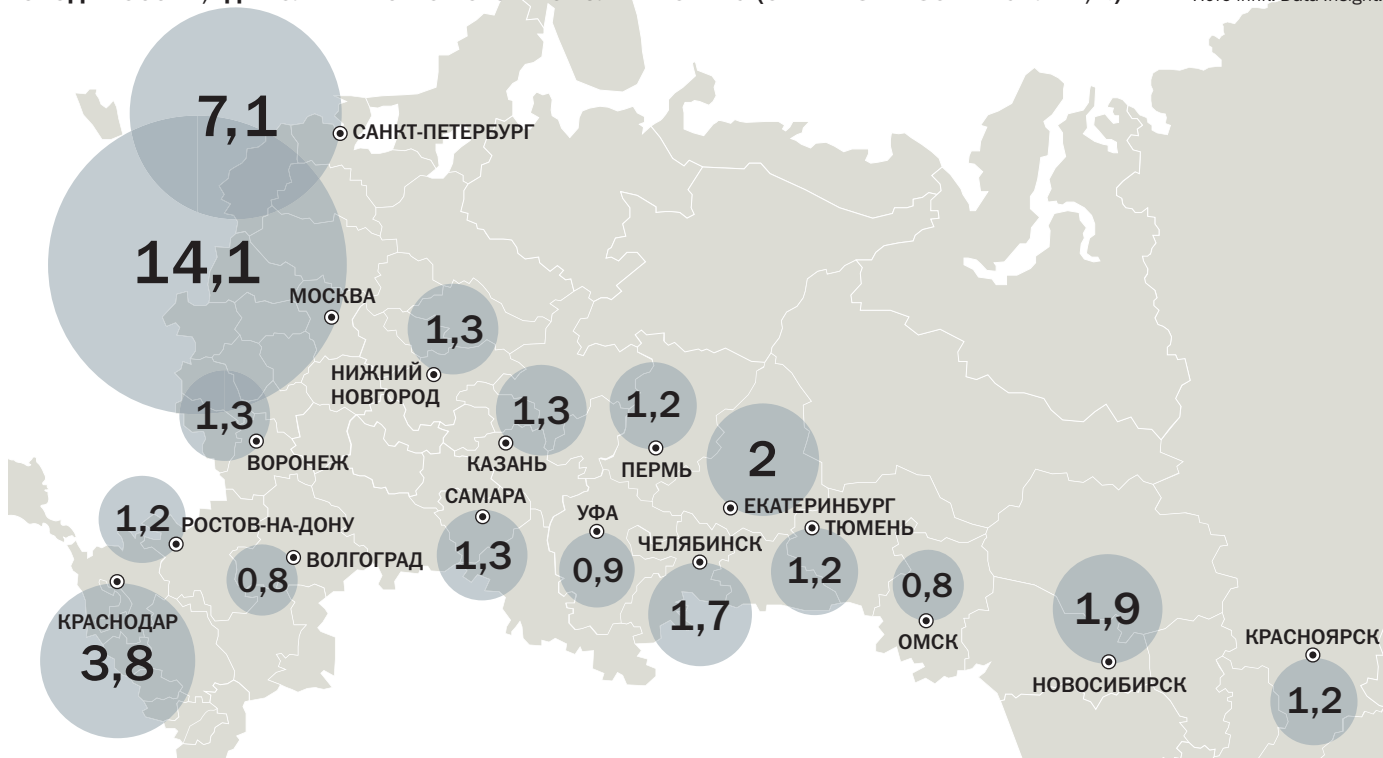 7,1
САНКТ-ПЕТЕРБУРГ
14,1
МОСКВА
1,3
НИЖНИЙ
НОВГОРОД
1,3
ВОРОНЕЖ
1,3
КАЗАНЬ
1,2
ПЕРМЬ
2
ЕКАТЕРИНБУРГ
ТЮМЕНЬ
1,2
САМАРА
1,3
УФА
0,9
ЧЕЛЯБИНСК
1,7
1,2
РОСТОВ-НА-ДОНУ
ВОЛГОГРАД
0,8
КРАСНОДАР
3,8
0,8
ОМСК
1,9
НОВОСИБИРСК
КРАСНОЯРСК
1,2